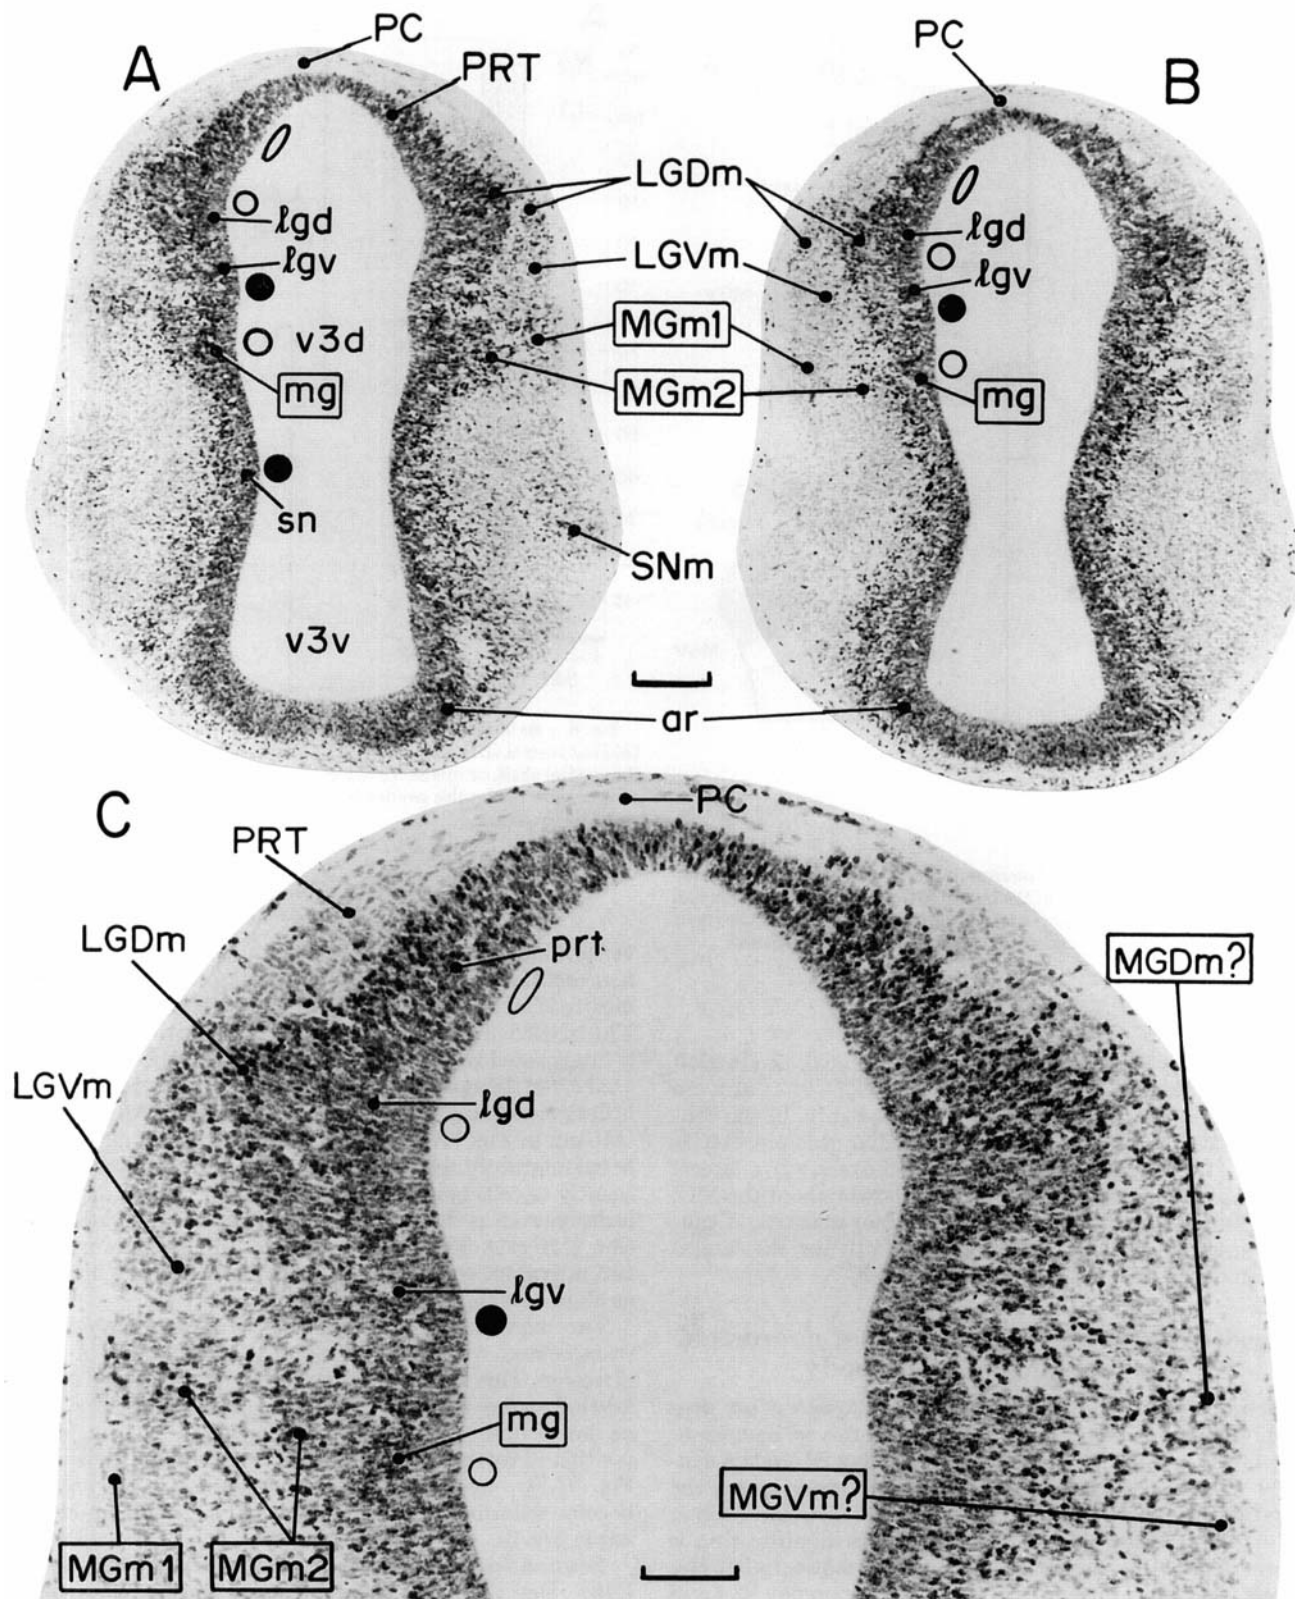 A
PC
PRT
PC
B
LGDm
lgd
lgv
LGVm
lgd
lgv
MGm1
v3d
mg
MGm2
mg
sn
SNm
v3v
ar
C
PC
PRT
LGDm
prt
MGDm?
LGVm
lgd
lgv
mg
MGVm?
MGm1
MGm2